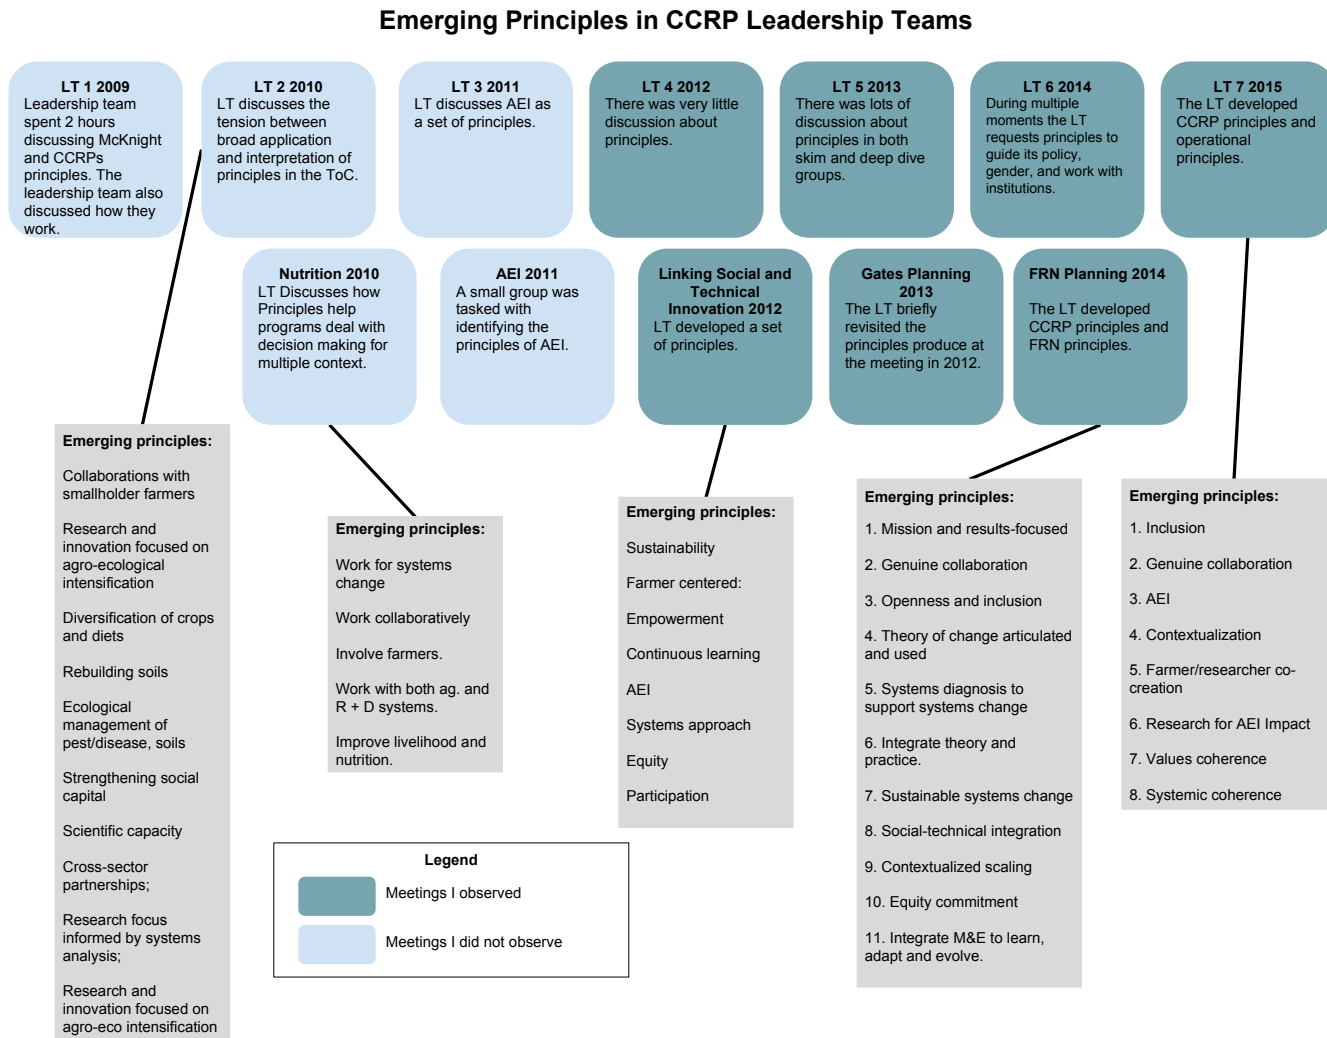 Emerging Principles in CCRP Leadership Teams
LT 1 2009
Leadership team
spent 2 hours
discussing McKnight
and CCRPs
principles. The
leadership team also
discussed how they
work.
LT 2 2010
LT discusses the
tension between
broad application
and interpretation of
principles in the ToC.
LT 3 2011
LT discusses AEI as
a set of principles.
LT 4 2012
There was very little
discussion about
principles.
LT 5 2013
There was lots of
discussion about
principles in both
skim and deep dive
groups.
LT 6 2014
During multiple
moments the LT
requests principles to
guide its policy,
gender, and work with
institutions.
LT 7 2015
The LT developed
CCRP principles and
operational
principles.
Nutrition 2010
LT Discusses how
Principles help
programs deal with
decision making for
multiple context.
AEI 2011
A small group was
tasked with
identifying the
principles of AEI.
Linking Social and
Technical
Innovation 2012
LT developed a set
of principles.
Gates Planning
2013
The LT briefly
revisited the
principles produce at
the meeting in 2012.
FRN Planning 2014
The LT developed
CCRP principles and
FRN principles.
Emerging principles:
Collaborations with
smallholder farmers
Research and
innovation focused on
agro-ecological
intensification
Diversification of crops
and diets
Rebuilding soils
Ecological
management of
pest/disease, soils
Strengthening social
capital
Scientific capacity
Cross-sector
partnerships;
Research focus
informed by systems
analysis;
Research and
innovation focused on
agro-eco intensification
Emerging principles:
Work for systems
change
Work collaboratively
Involve farmers.
Work with both ag. and
R + D systems.
Improve livelihood and
nutrition.
Emerging principles:
Sustainability
Farmer centered:
Empowerment
Continuous learning
AEI
Systems approach
Equity
Participation
Emerging principles:
1. Mission and results-focused
2. Genuine collaboration
3. Openness and inclusion
4. Theory of change articulated
and used
5. Systems diagnosis to
support systems change
6. Integrate theory and
practice.
7. Sustainable systems change
8. Social-technical integration
9. Contextualized scaling
10. Equity commitment
11. Integrate M&E to learn,
adapt and evolve.
Emerging principles:
1. Inclusion
2. Genuine collaboration
3. AEI
4. Contextualization
5. Farmer/researcher co-
creation
6. Research for AEI Impact
7. Values coherence
8. Systemic coherence
Legend
Meetings I observed
Meetings I did not observe